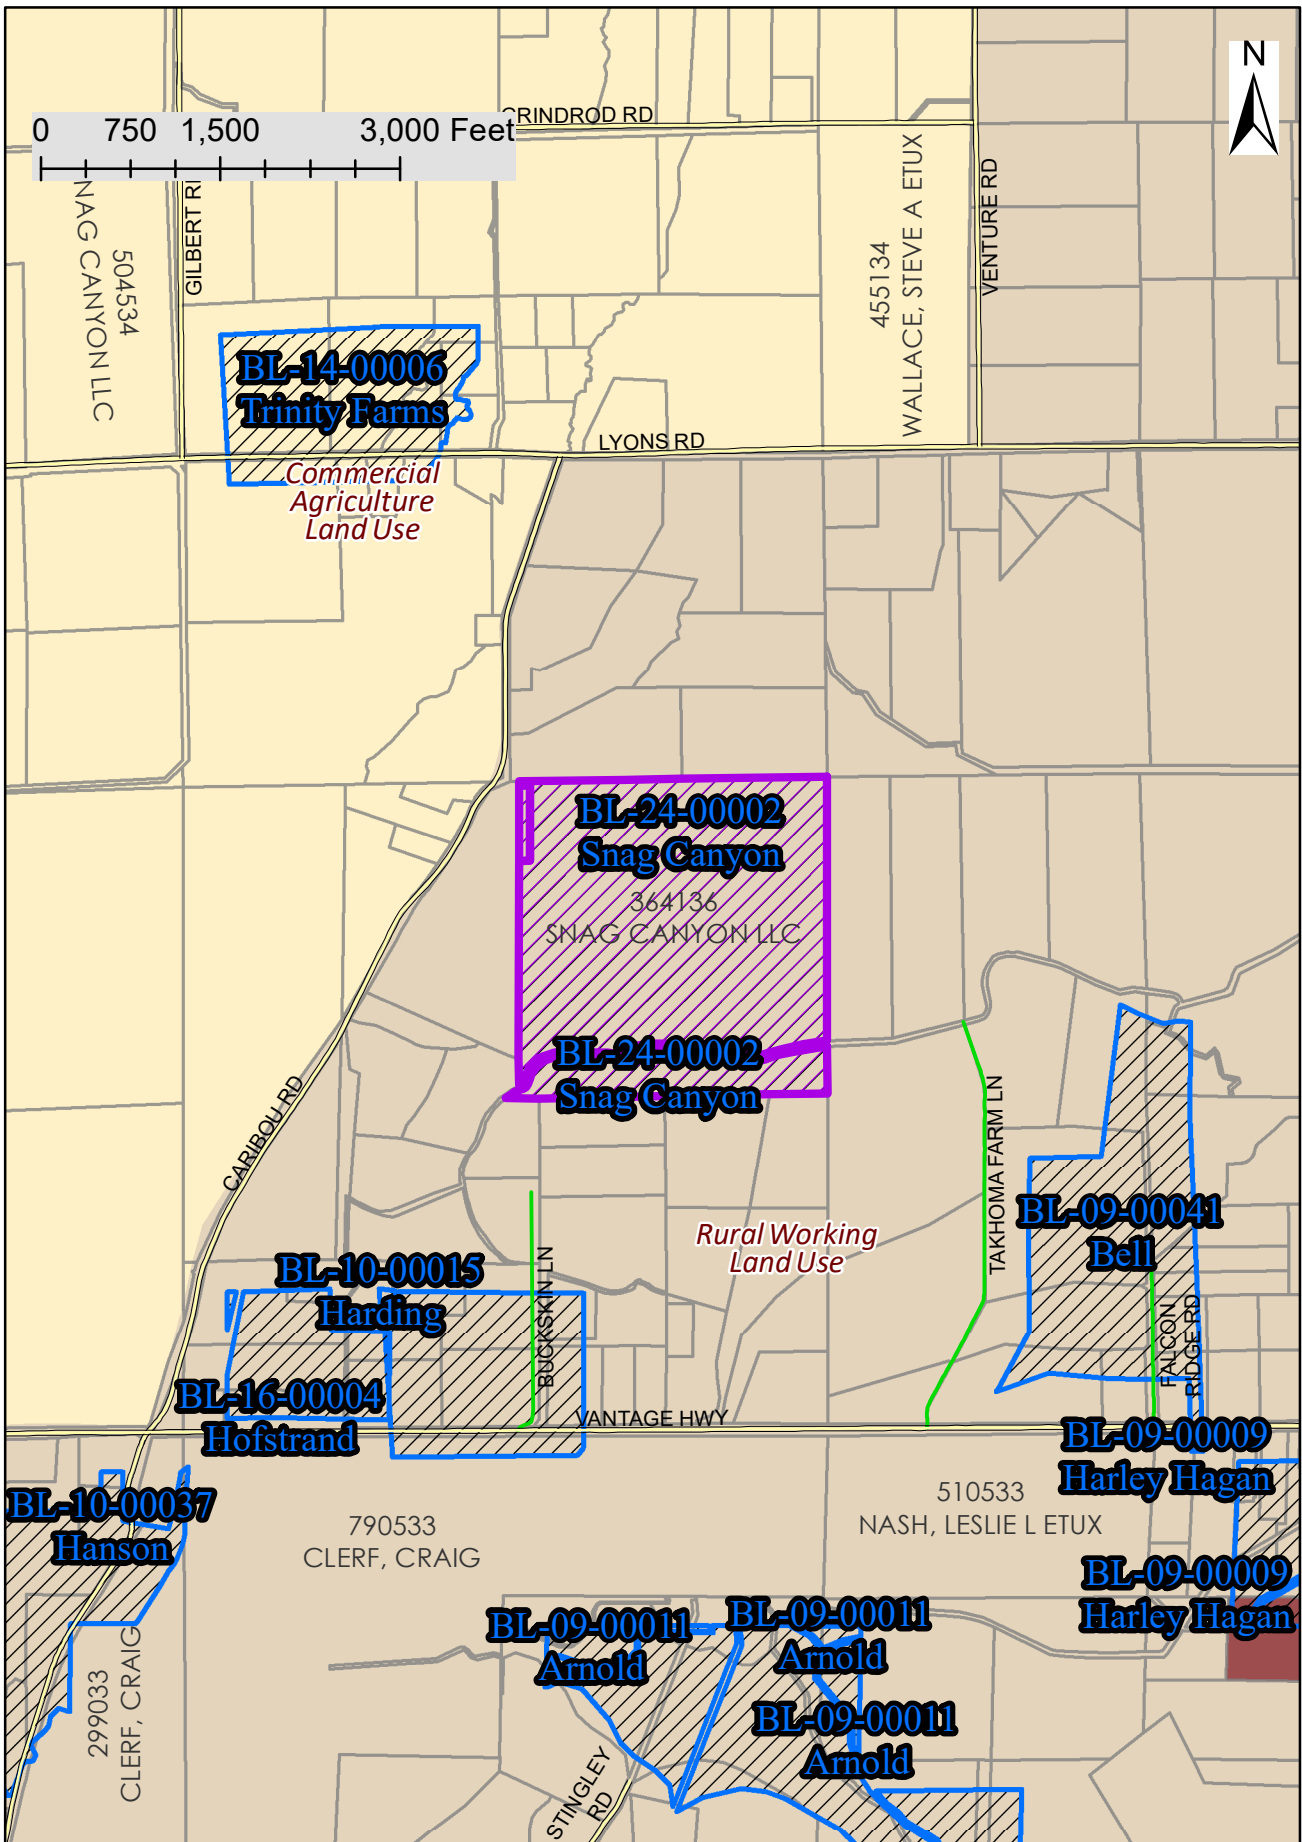 N
0 750 1,500 3,000 Feet
GRINDROD RD
504534
SNAG CANYON LLC
GILBERT RD
455134
WALLACE, STEVE A ETUX
VENTURE RD
BL-14-00006
Trinity Farms
LYONS RD
Commercial
Agriculture
Land Use
BL-24-00002
Snag Canyon
364136
SNAG CANYON LLC
BL-24-00002
Snag Canyon
CARIBOU RD
TAKHOMA FARM LN
BL-09-00041
Bell
Rural Working
Land Use
BL-10-00015
Harding
BUCKSKIN LN
FALCON
RIDGE RD
BL-16-00004
Hofstrand
VANTAGE HWY
BL-09-00009
Harley Hagan
BL-10-00037
Hanson
790533
CLERF, CRAIG
510533
NASH, LESLIE L ETUX
BL-09-00009
Harley Hagan
BL-09-00011
Arnold
BL-09-00011
Arnold
299033
CLERF, CRAIG
BL-09-00011
Arnold
STINGLEY
RD